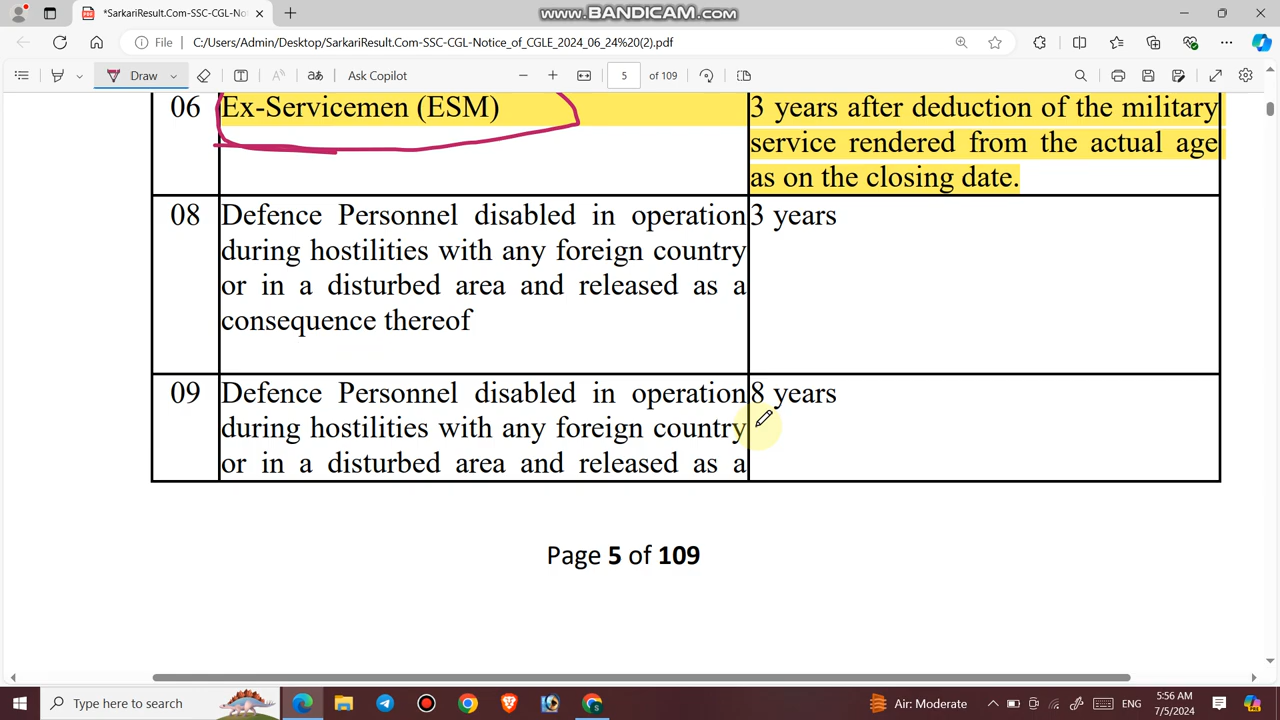 *SarkariResult.Com-SSC-CGL-No
WWW.BANDICAM.COM
File
C:/Users/Admin/Desktop/SarkariResult.Com-SSC-CGL-Notice_of_CGLE_2024_06_24%20(2).pdf
Draw
Ask Copilot
5
of 109
06
Ex-Servicemen (ESM)
3 years after deduction of the military
service rendered from the actual age
as on the closing date.
08
Defence Personnel disabled in operation
during hostilities with any foreign country
or in a disturbed area and released as a
consequence thereof
3 years
09
Defence Personnel disabled in operation
during hostilities with any foreign country
or in a disturbed area and released as a
8 years
Page 5 of 109
Type here to search
Air: Moderate
ENG
5:56 AM
7/5/2024